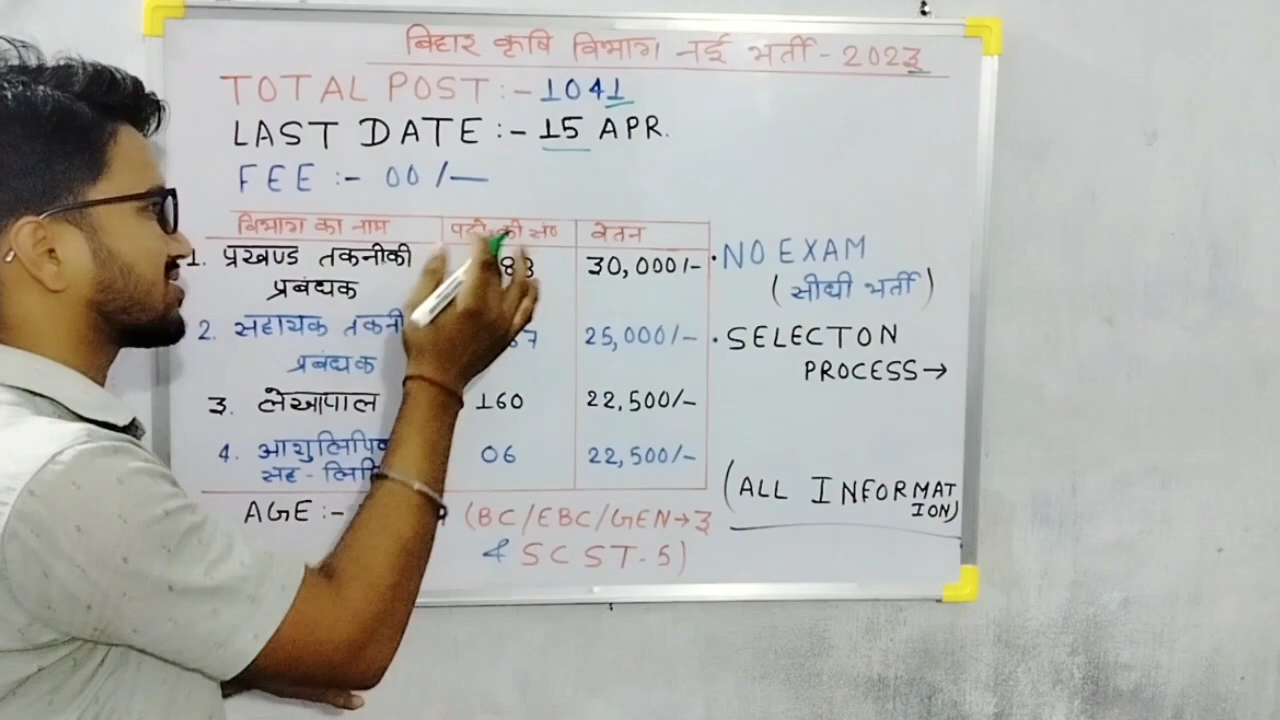 बिहार कृषि विभाग नई भर्ती - 2023
TOTAL POST :- 1041
LAST DATE :- 15 APR.
FEE :- 00/-
विभाग का नाम पदो की सं० वेतन
1. प्रखण्ड तकनीकी 30,000/-
प्रबंधक
2. सहायक 25,000/-
प्रबंधक
3. लेखापाल 160 22,500/-
4. 06 22,500/-
सह -
AGE :- (BC/EBC/GEN→3
& SC ST-5)
• NO EXAM
(सीधी भर्ती)
• SELECTON
PROCESS→
(ALL INFORMAT
ION)